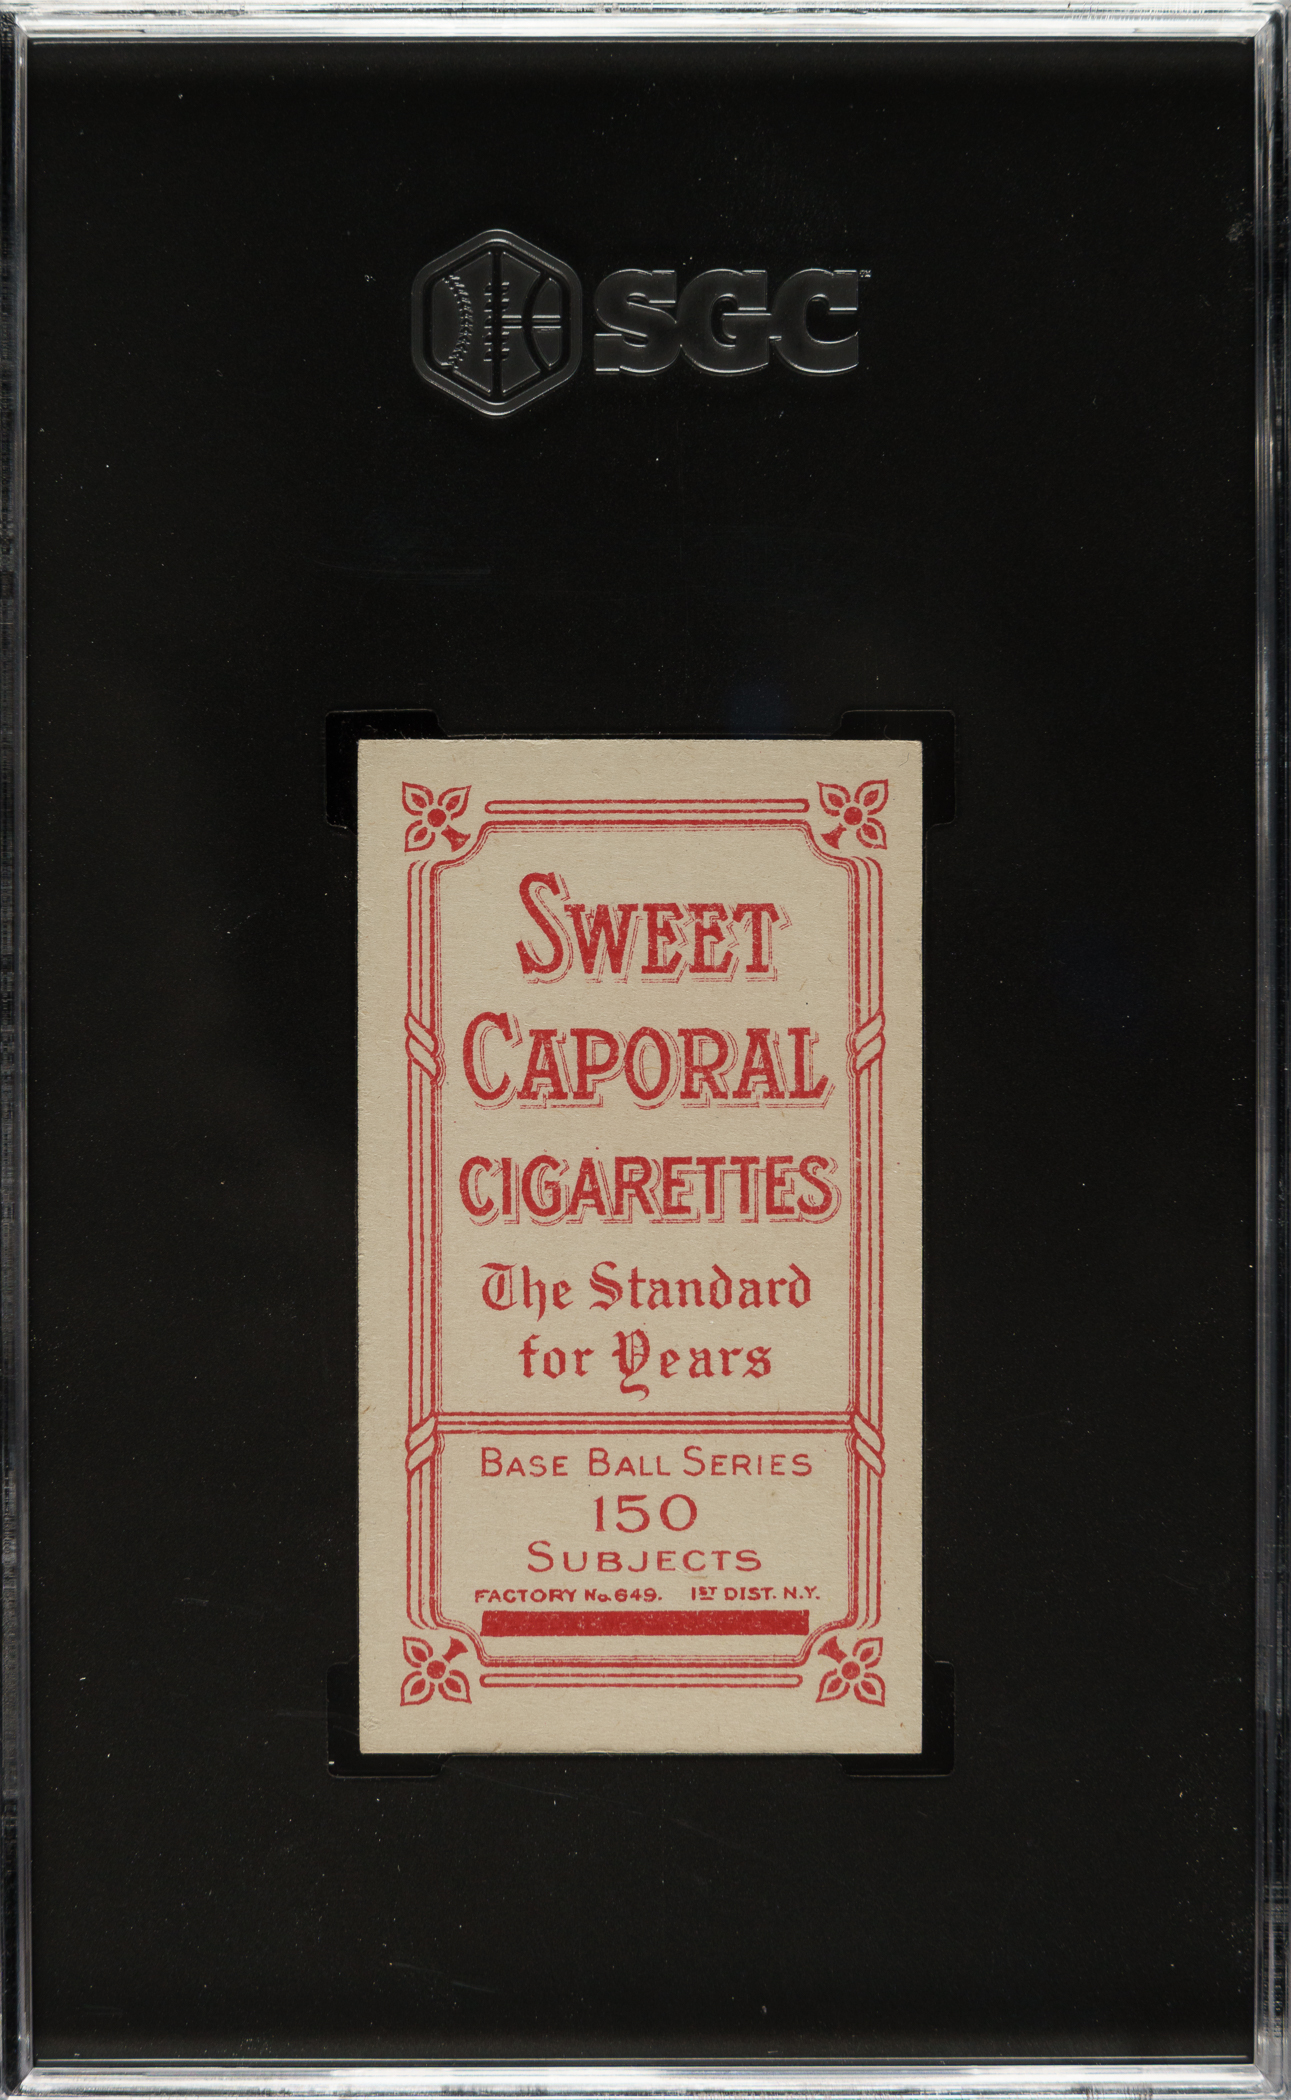 SGC
SWEET
CAPORAL
CIGARETTES
The Standard
for Years
BASE BALL SERIES
150
SUBJECTS
FACTORY No. 649. 1ST DIST. N.Y.